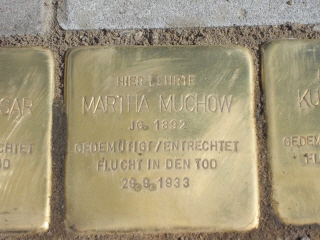 HIER LEHRTE
MARTHA MUCHOW
JG. 1892
GEDEMÜTIGT/ENTRECHTET
FLUCHT IN DEN TOD
29.9.1933